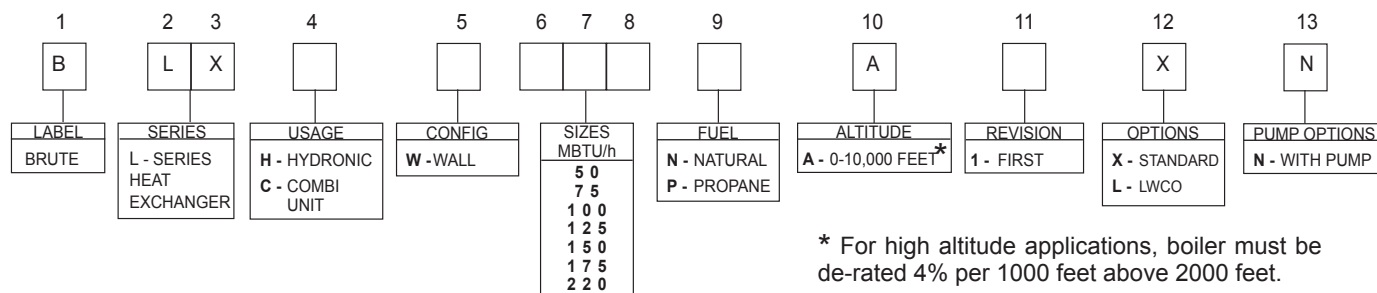 1 2 3 4 5 6 7 8 9 10 11 12 13
B L X A X N
LABEL
BRUTE
SERIES
L - SERIES
HEAT
EXCHANGER
USAGE
H - HYDRONIC
C - COMBI
UNIT
CONFIG
W -WALL
SIZES
MBTU/h
5 0
7 5
1 0 0
1 2 5
1 5 0
1 7 5
2 2 0
FUEL
N - NATURAL
P - PROPANE
ALTITUDE
A - 0-10,000 FEET*
REVISION
1 - FIRST
OPTIONS
X - STANDARD
L - LWCO
PUMP OPTIONS
N - WITH PUMP
* For high altitude applications, boiler must be
de-rated 4% per 1000 feet above 2000 feet.